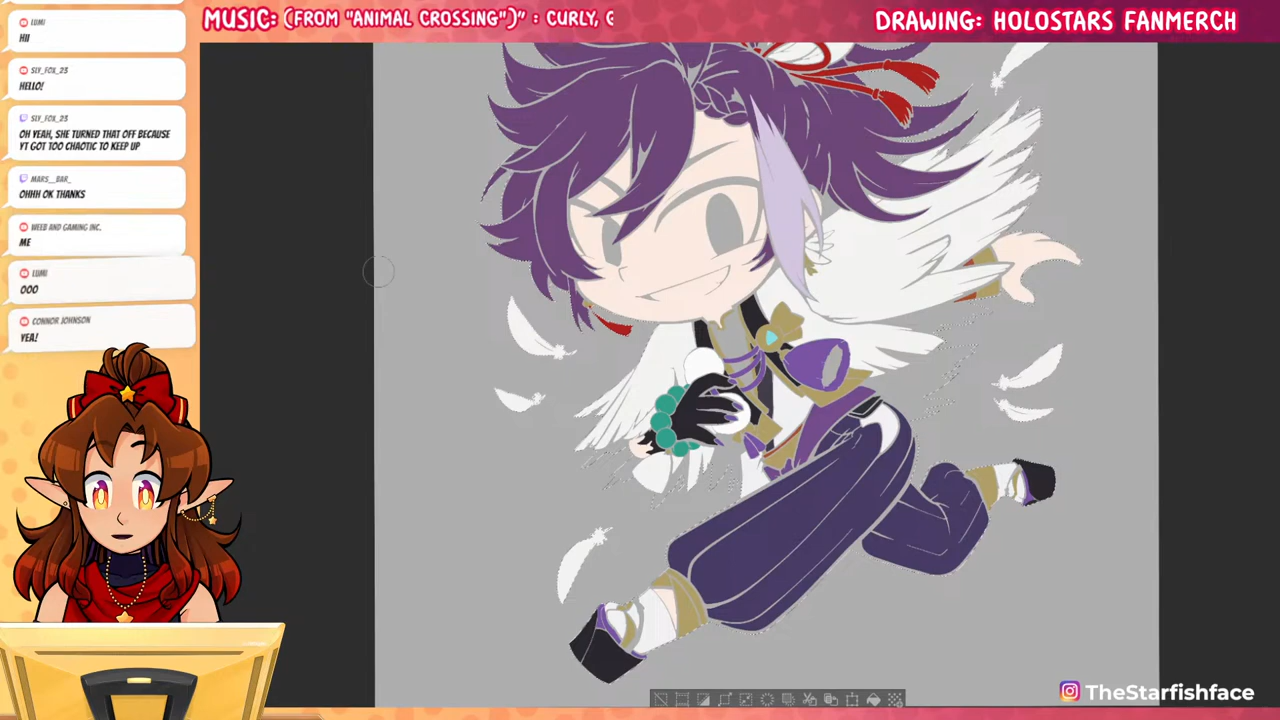 MUSIC: (FROM "ANIMAL CROSSING")" : CURLY, G
DRAWING: HOLOSTARS FANMERCH
LUMI
HII
SLY_FOX_23
HELLO!
SLY_FOX_23
OH YEAH, SHE TURNED THAT OFF BECAUSE
YT GOT TOO CHAOTIC TO KEEP UP
MARS__BAR_
OHHH OK THANKS
WEEB AND GAMING INC.
ME
LUMI
OOO
CONNOR JOHNSON
YEA!
TheStarfishface